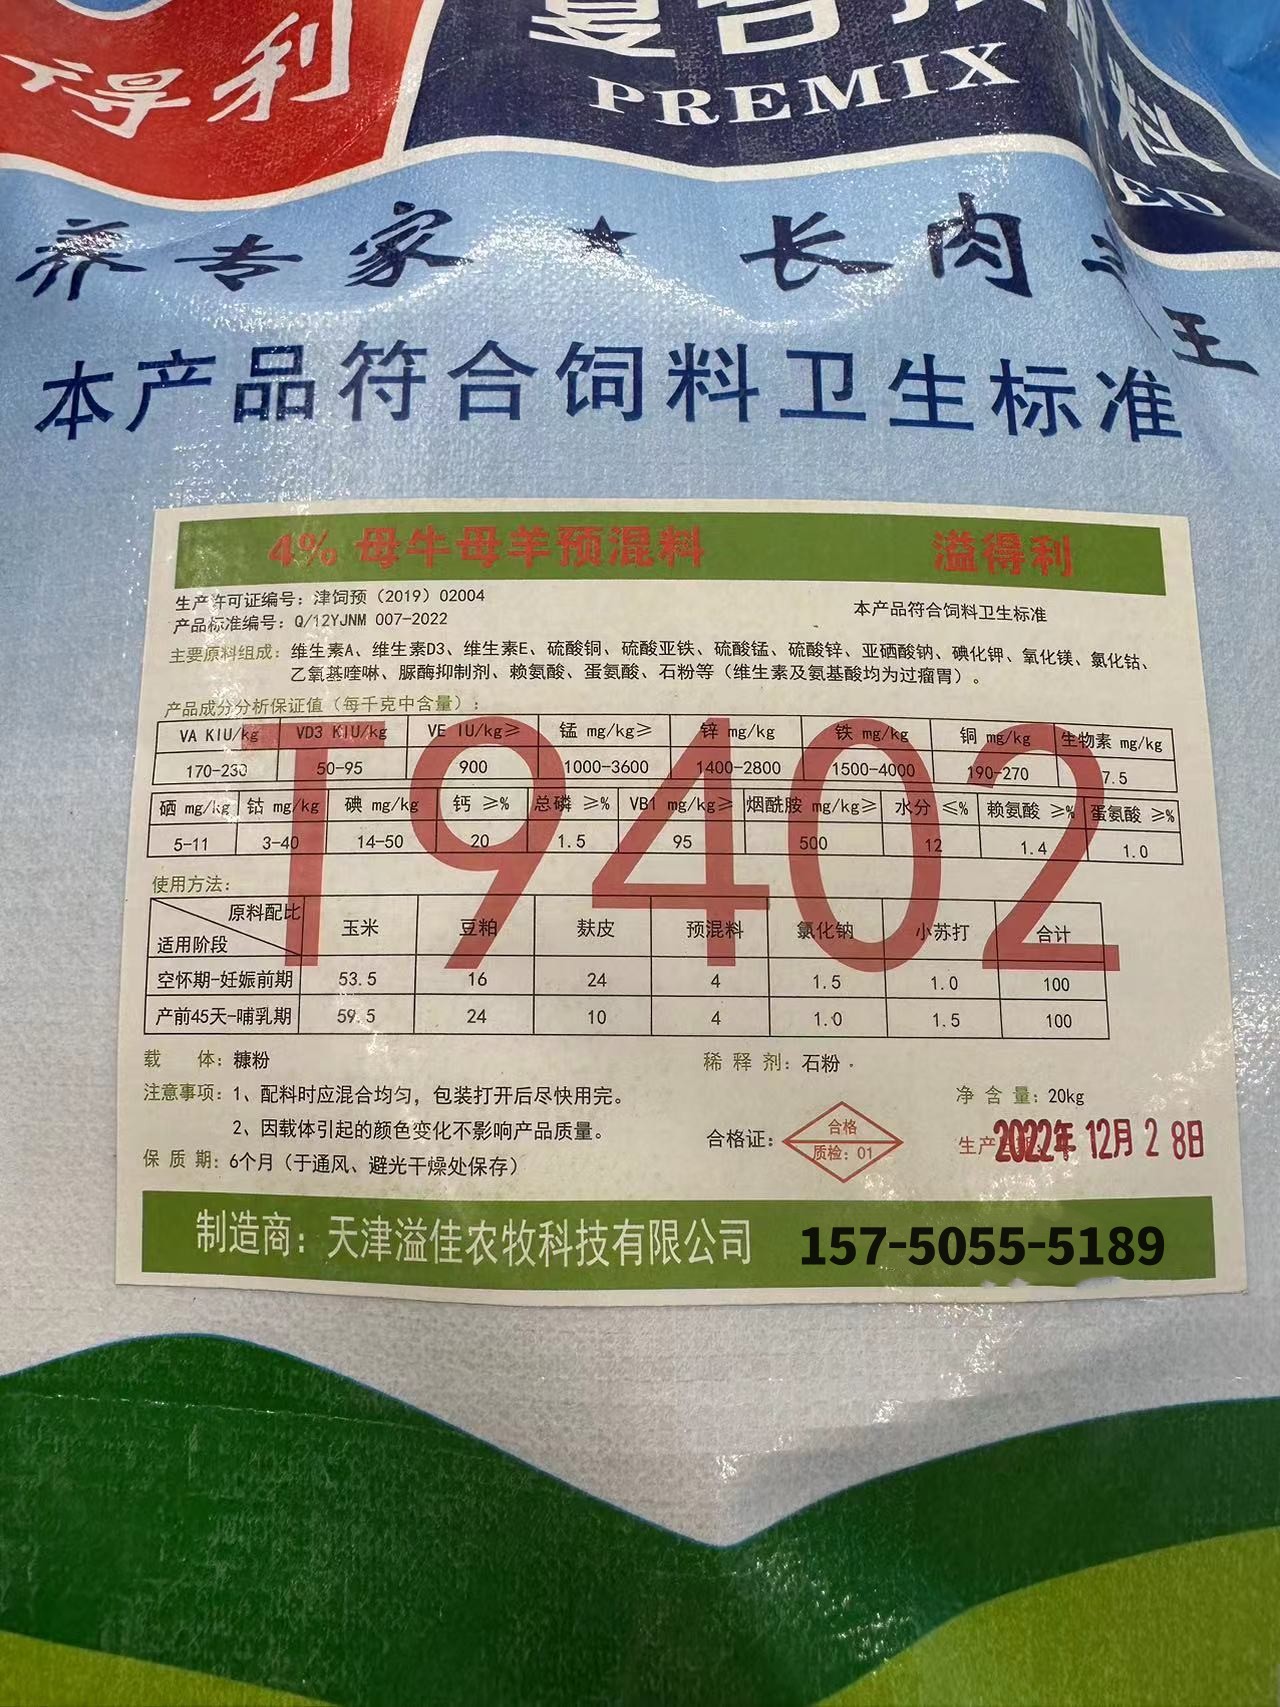 得利
PREMIX
料
ED
养专家★长肉
王
本产品符合饲料卫生标准
4% 母牛母羊预混料 溢得利
生产许可证编号：津饲预（2019）02004
产品标准编号：Q/12YJNM 007-2022
本产品符合饲料卫生标准
主要原料组成：维生素A、维生素D3、维生素E、硫酸铜、硫酸亚铁、硫酸锰、硫酸锌、亚硒酸钠、碘化钾、氧化镁、氯化钴、
乙氧基喹啉、脲酶抑制剂、赖氨酸、蛋氨酸、石粉等（维生素及氨基酸均为过瘤胃）。
产品成分分析保证值（每千克中含量）：
VA KIU/kg VD3 KIU/kg VE IU/kg≥ 锰 mg/kg≥ 锌 mg/kg 铁 mg/kg 铜 mg/kg 生物素 mg/kg
170-230 50-95 900 1000-3600 1400-2800 1500-4000 190-270 7.5
硒 mg/kg 钴 mg/kg 碘 mg/kg 钙 ≥% 总磷 ≥% VB1 mg/kg≥ 烟酰胺 mg/kg≥ 水分 ≤% 赖氨酸 ≥% 蛋氨酸 ≥%
5-11 3-40 14-50 20 1.5 95 500 12 1.4 1.0
T9402
使用方法：
原料配比 玉米 豆粕 麸皮 预混料 氯化钠 小苏打 合计
适用阶段
空怀期-妊娠前期 53.5 16 24 4 1.5 1.0 100
产前45天-哺乳期 59.5 24 10 4 1.0 1.5 100
载 体：糠粉 稀 释 剂：石粉
注意事项：1、配料时应混合均匀，包装打开后尽快用完。
净 含 量：20kg
2、因载体引起的颜色变化不影响产品质量。
合格证：合格
质检：01
生产 2022年 12月 2 8日
保 质 期：6个月（于通风、避光干燥处保存）
制造商：天津溢佳农牧科技有限公司 157-5055-5189